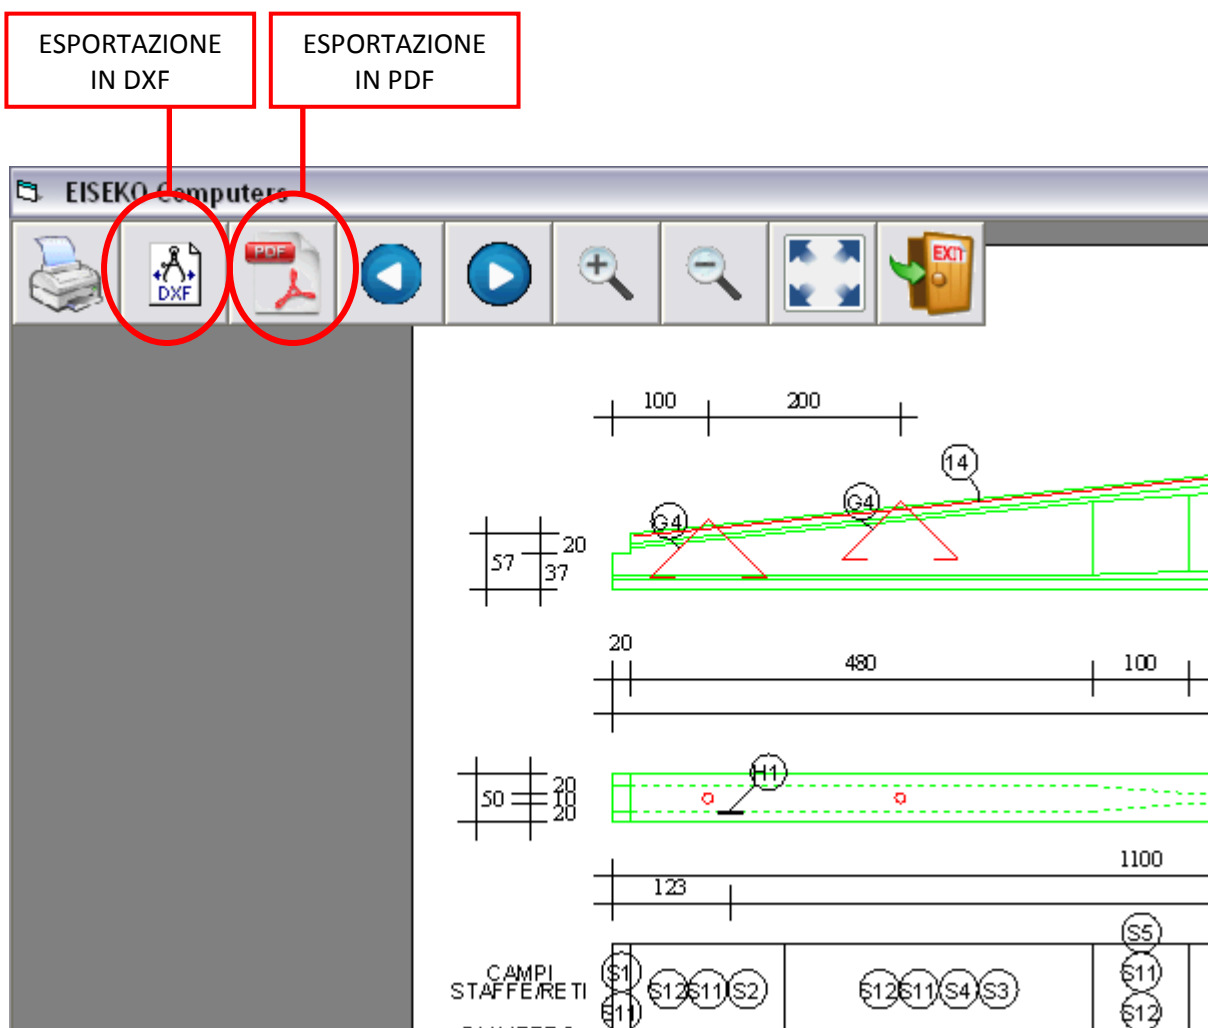 ESPORTAZIONE
IN DXF
ESPORTAZIONE
IN PDF
EISEKO Computers
DXF
PDF
EXIT
100 200
14
G4
G4
20
57
37
20
480 100
H1
20
50 10
20
1100
123
S5
CAMPI
STAFFE/RETI
S1
S12 S11 S2
S12 S11 S4 S3
S11
S11
S12